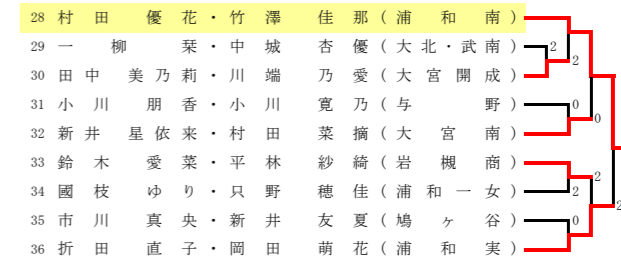 28 村田 優花・竹澤 佳那(浦和南)
29 一柳 栞・中城 杏優(大北・武南) 2
2
30 田中 美乃莉・川端 乃愛(大宮開成)
31 小川 朋香・小川 寛乃(与野) 0
0
32 新井 星依来・村田 菜摘(大宮南)
33 鈴木 愛菜・平林 紗綺(岩槻商)
2
34 國枝 ゆり・只野 穂佳(浦和一女) 2
2
35 市川 真央・新井 友夏(鳩ヶ谷) 0
36 折田 直子・岡田 萌花(浦和実)